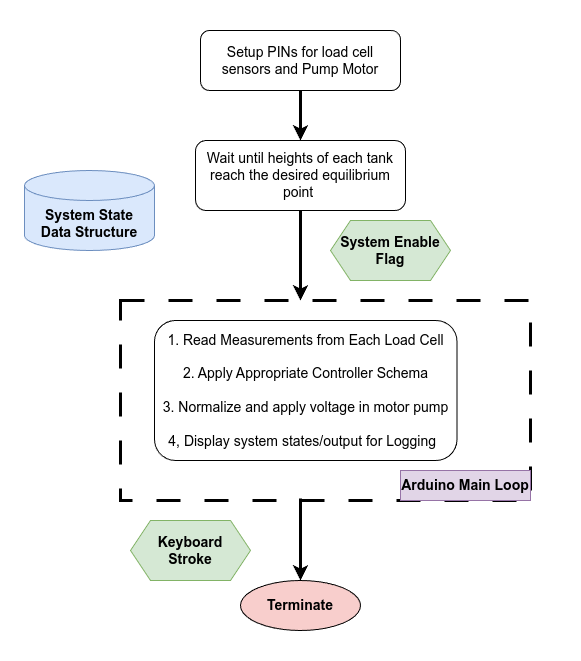 Setup PINs for load cell
sensors and Pump Motor
Wait until heights of each tank
reach the desired equilibrium
point
System State
Data Structure
System Enable
Flag
1. Read Measurements from Each Load Cell
2. Apply Appropriate Controller Schema
3. Normalize and apply voltage in motor pump
4, Display system states/output for Logging
Arduino Main Loop
Keyboard
Stroke
Terminate